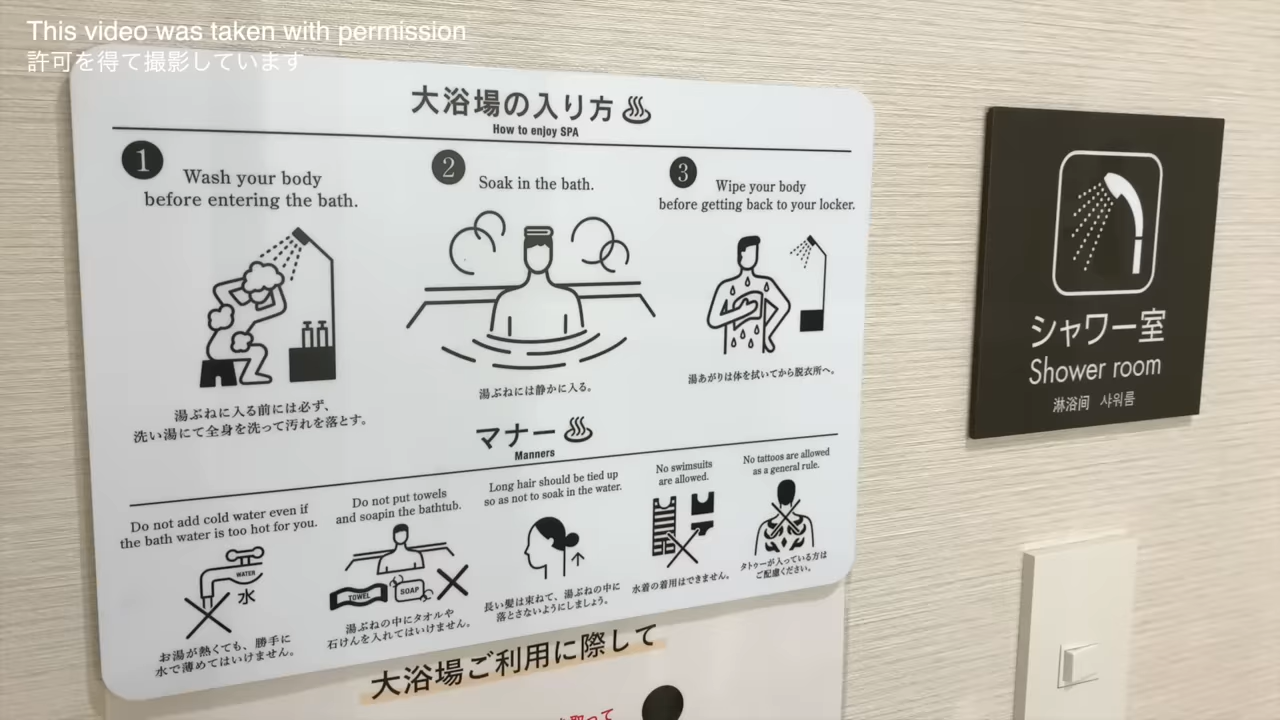 This video was taken with permission
許可を得て撮影しています
大浴場の入り方
How to enjoy SPA
1
Wash your body
before entering the bath.
湯ぶねに入る前には必ず、
洗い湯にて全身を洗って汚れを落とす。
2
Soak in the bath.
湯ぶねには静かに入る。
3
Wipe your body
before getting back to your locker.
湯あがりは体を拭いてから脱衣所へ。
マナー
Manners
Do not add cold water even if
the bath water is too hot for you.
WATER
水
お湯が熱くても、勝手に
水で薄めてはいけません。
Do not put towels
and soapin the bathtub.
TOWEL
SOAP
湯ぶねの中にタオルや
石けんを入れてはいけません。
Long hair should be tied up
so as not to soak in the water.
長い髪は束ねて、湯ぶねの中に
落とさないようにしましょう。
No swimsuits
are allowed.
水着の着用はできません。
No tattoos are allowed
as a general rule.
タトゥーが入っている方は
ご配慮ください。
大浴場ご利用に際して
シャワー室
Shower room
淋浴间 샤워룸